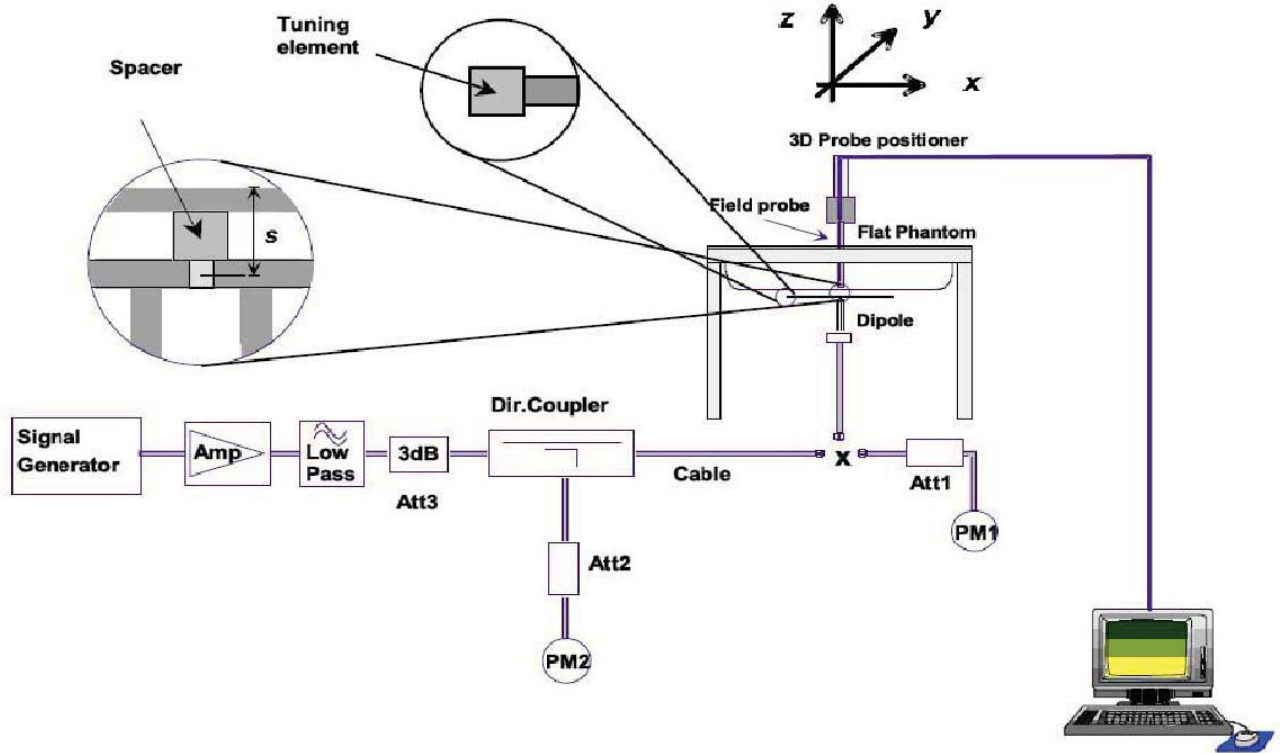 Tuning
element
Spacer
s
z
y
x
3D Probe positioner
Field probe
Flat Phantom
Dipole
Dir.Coupler
Signal
Generator
Amp
Low
Pass
3dB
Att3
Cable
x
Att1
PM1
Att2
PM2